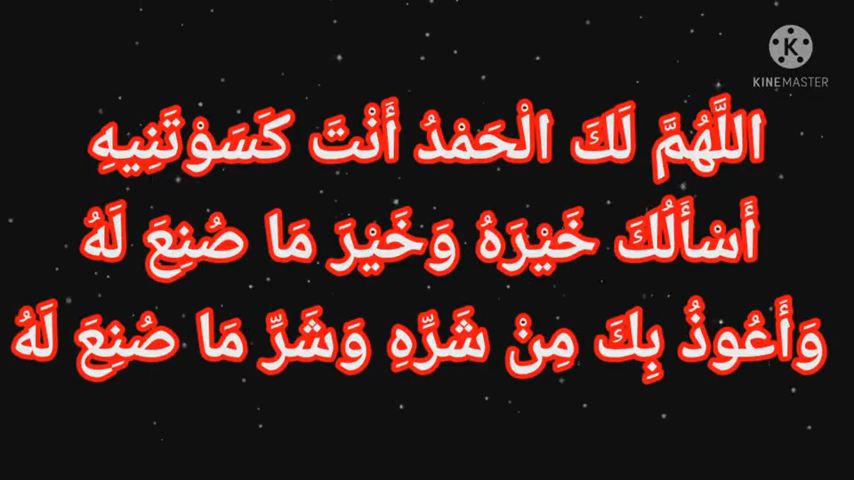 KINEMASTER
اللَّهُمَّ لَكَ الْحَمْدُ أَنْتَ كَسَوْتَنِيهِ
أَسْأَلُكَ خَيْرَهُ وَخَيْرَ مَا صُنِعَ لَهُ
وَأَعُوذُ بِكَ مِنْ شَرِّهِ وَشَرِّ مَا صُنِعَ لَهُ